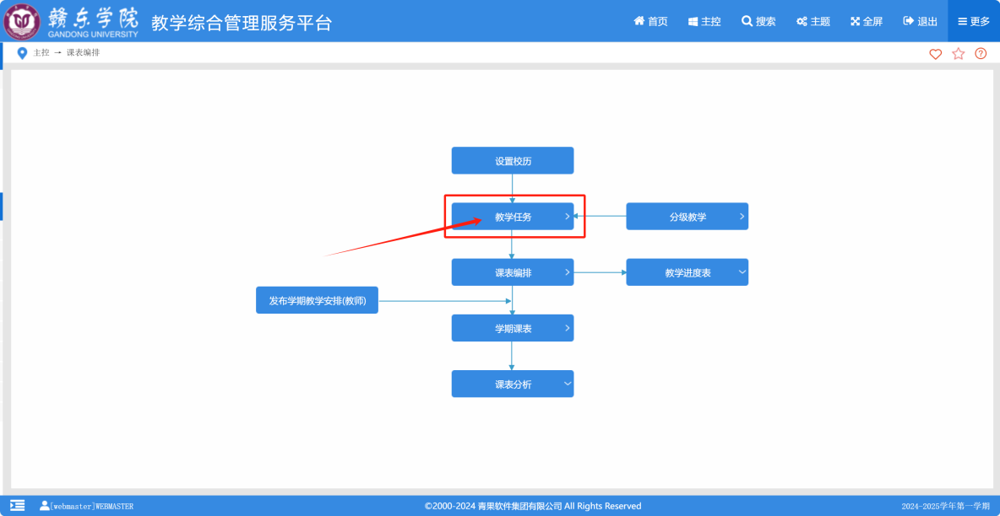 赣东学院
GANDONG UNIVERSITY
教学综合管理服务平台
首页 主控 搜索 主题 全屏 退出 更多
主控 → 课表编排
设置校历
教学任务
分级教学
课表编排
教学进度表
发布学期教学安排(教师)
学期课表
课表分析
[webmaster]WEBMASTER
©2000-2024 青果软件集团有限公司 All Rights Reserved
2024-2025学年第一学期